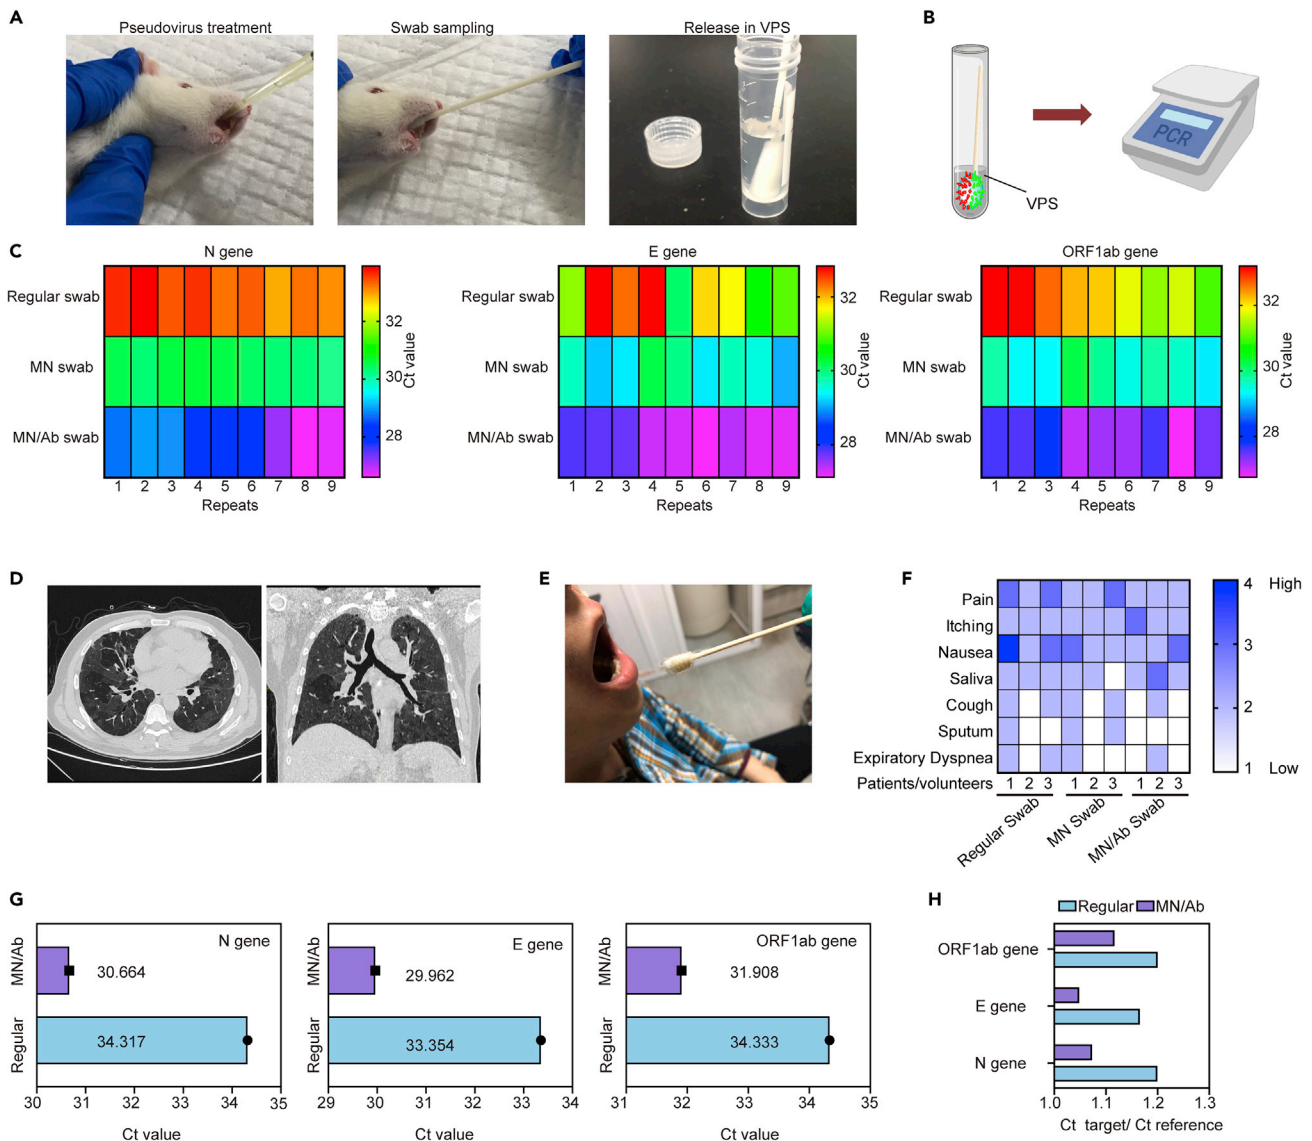 A
Pseudovirus treatment
Swab sampling
Release in VPS
B
PCR
VPS
C
N gene
E gene
ORF1ab gene
Regular swab
MN swab
MN/Ab swab
32
30
28
Ct value
1 2 3 4 5 6 7 8 9
Repeats
Regular swab
MN swab
MN/Ab swab
32
30
28
Ct value
1 2 3 4 5 6 7 8 9
Repeats
Regular swab
MN swab
MN/Ab swab
32
30
28
Ct value
1 2 3 4 5 6 7 8 9
Repeats
D
E
F
Pain
Itching
Nausea
Saliva
Cough
Sputum
Expiratory Dyspnea
Patients/volunteers
1 2 3 1 2 3 1 2 3
Regular Swab
MN Swab
MN/Ab Swab
4 High
3
2
1 Low
G
MN/Ab
Regular
N gene
30.664
34.317
30 31 32 33 34 35
Ct value
MN/Ab
Regular
E gene
29.962
33.354
29 30 31 32 33 34
Ct value
MN/Ab
Regular
ORF1ab gene
31.908
34.333
31 32 33 34 35
Ct value
H
Regular MN/Ab
ORF1ab gene
E gene
N gene
1.0 1.1 1.2 1.3
Ct target/ Ct reference